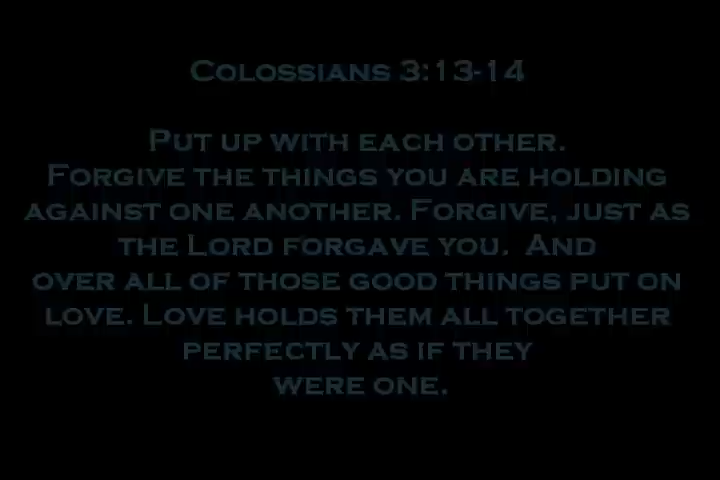 Colossians 3:13-14
Put up with each other.
Forgive the things you are holding
against one another. Forgive, just as
the Lord forgave you. And
over all of those good things put on
love. Love holds them all together
perfectly as if they
were one.